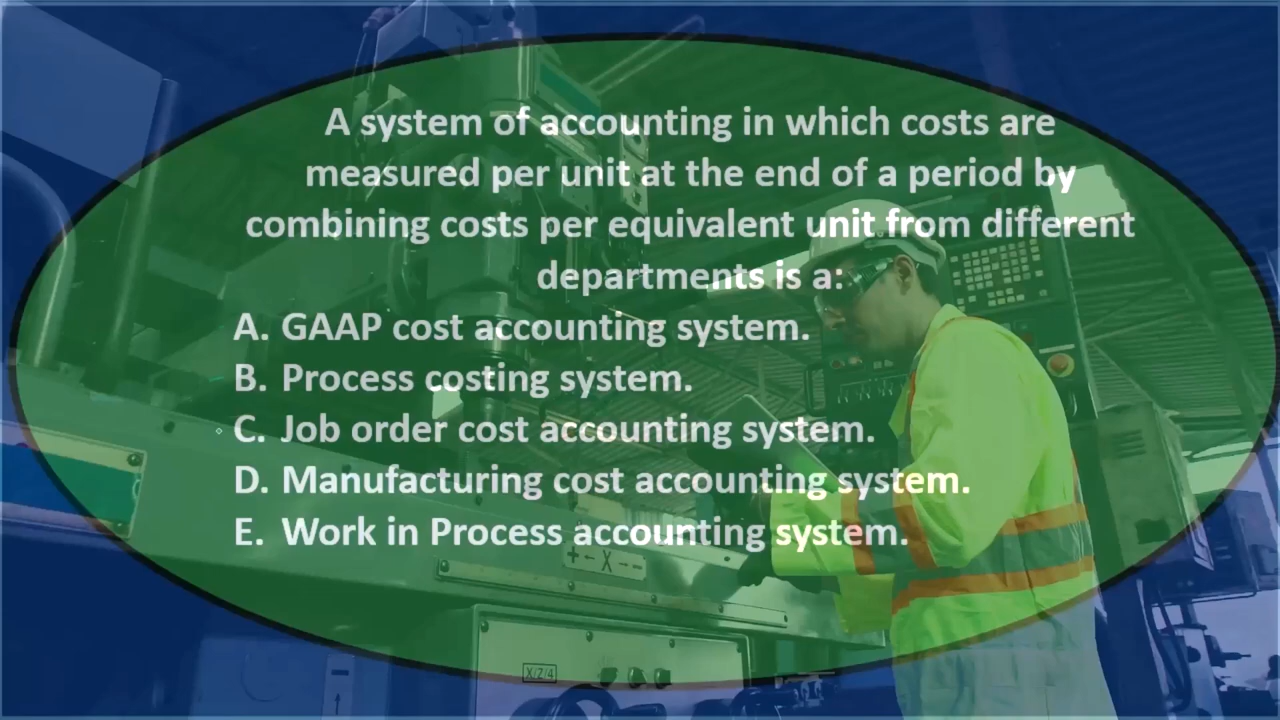 A system of accounting in which costs are
measured per unit at the end of a period by
combining costs per equivalent unit from different
departments is a:
A. GAAP cost accounting system.
B. Process costing system.
C. Job order cost accounting system.
D. Manufacturing cost accounting system.
E. Work in Process accounting system.
+ - X -
X/Z/4